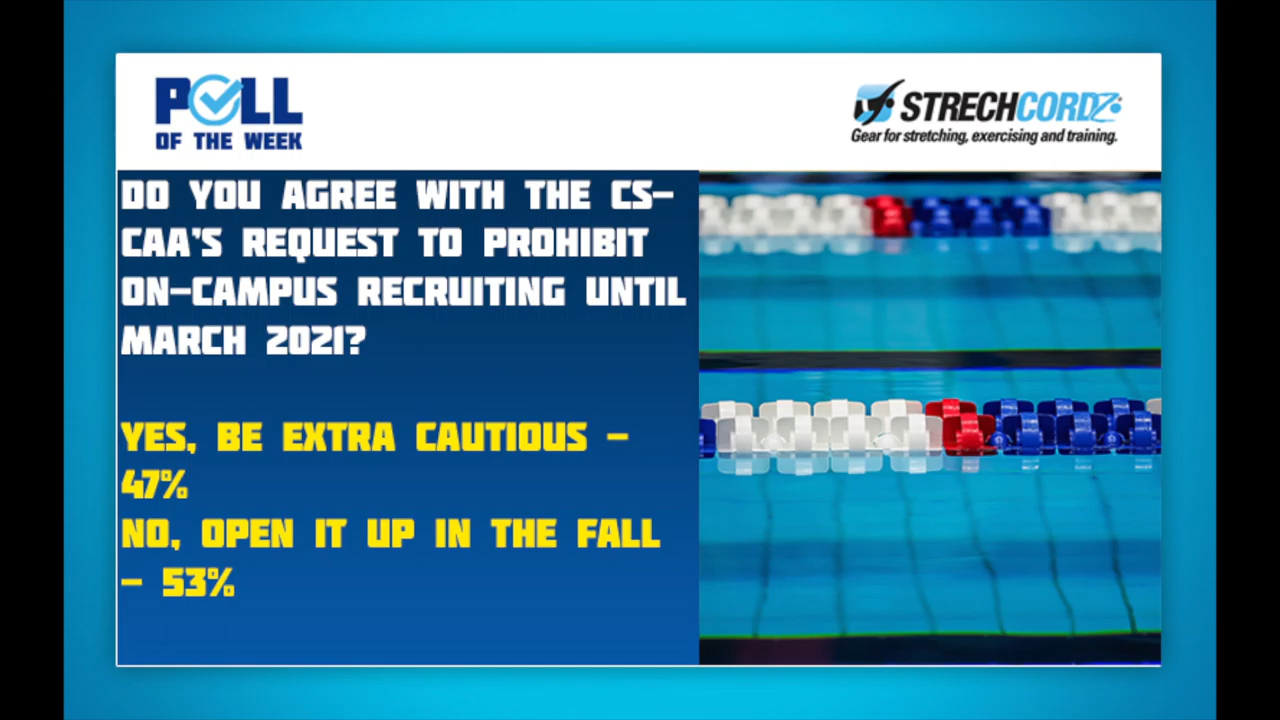 POLL
OF THE WEEK
STRECHCORDZ
Gear for stretching, exercising and training.
DO YOU AGREE WITH THE CS-
CAA'S REQUEST TO PROHIBIT
ON-CAMPUS RECRUITING UNTIL
MARCH 2021?
YES, BE EXTRA CAUTIOUS -
47%
NO, OPEN IT UP IN THE FALL
- 53%